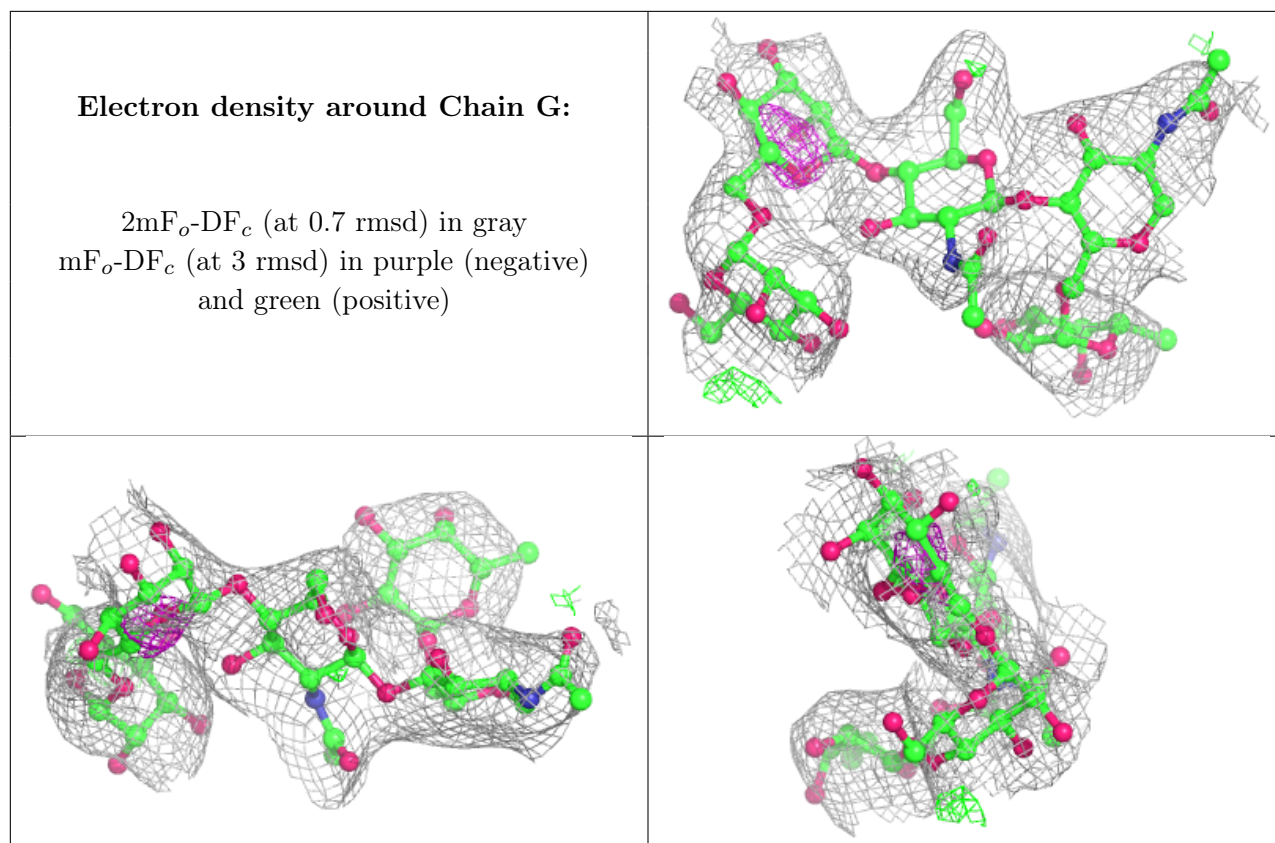 Electron density around Chain G:
2mFₒ-DF𝒸 (at 0.7 rmsd) in gray
mFₒ-DF𝒸 (at 3 rmsd) in purple (negative)
and green (positive)